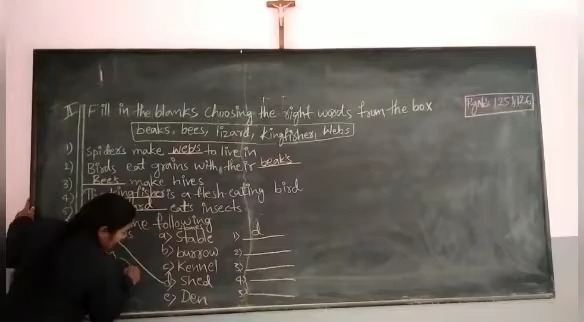 II Fill in the blanks choosing the right words from the box
Pg No: 125, 126
beaks, bees, lizard, kingfisher, Webs
1) Spiders make webs to live in
2) Birds eat grains with their beaks
3) Bees make hives
4) kingfisher is a flesh-eating bird
5) eats insects
following
a) Stable 1) d
b) burrow 2)
c) Kennel 3)
d) Shed 4)
e) Den 5)